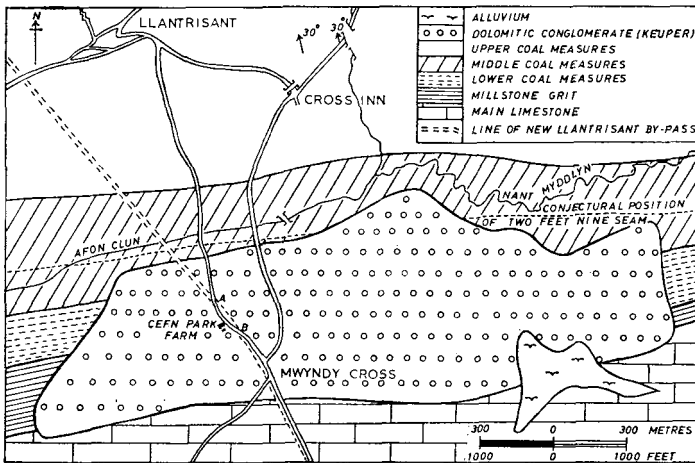 N
LLANTRISANT
30°
30°
CROSS INN
ALLUVIUM
DOLOMITIC CONGLOMERATE (KEUPER)
UPPER COAL MEASURES
MIDDLE COAL MEASURES
LOWER COAL MEASURES
MILLSTONE GRIT
MAIN LIMESTONE
LINE OF NEW LLANTRISANT BY-PASS
NANT MYDDLYN
CONJECTURAL POSITION
OF TWO FEET NINE SEAM
AFON CLUN
A
CEFN PARK
FARM
B
MWYNDY CROSS
300 0 300 METRES
1000 0 1000 FEET